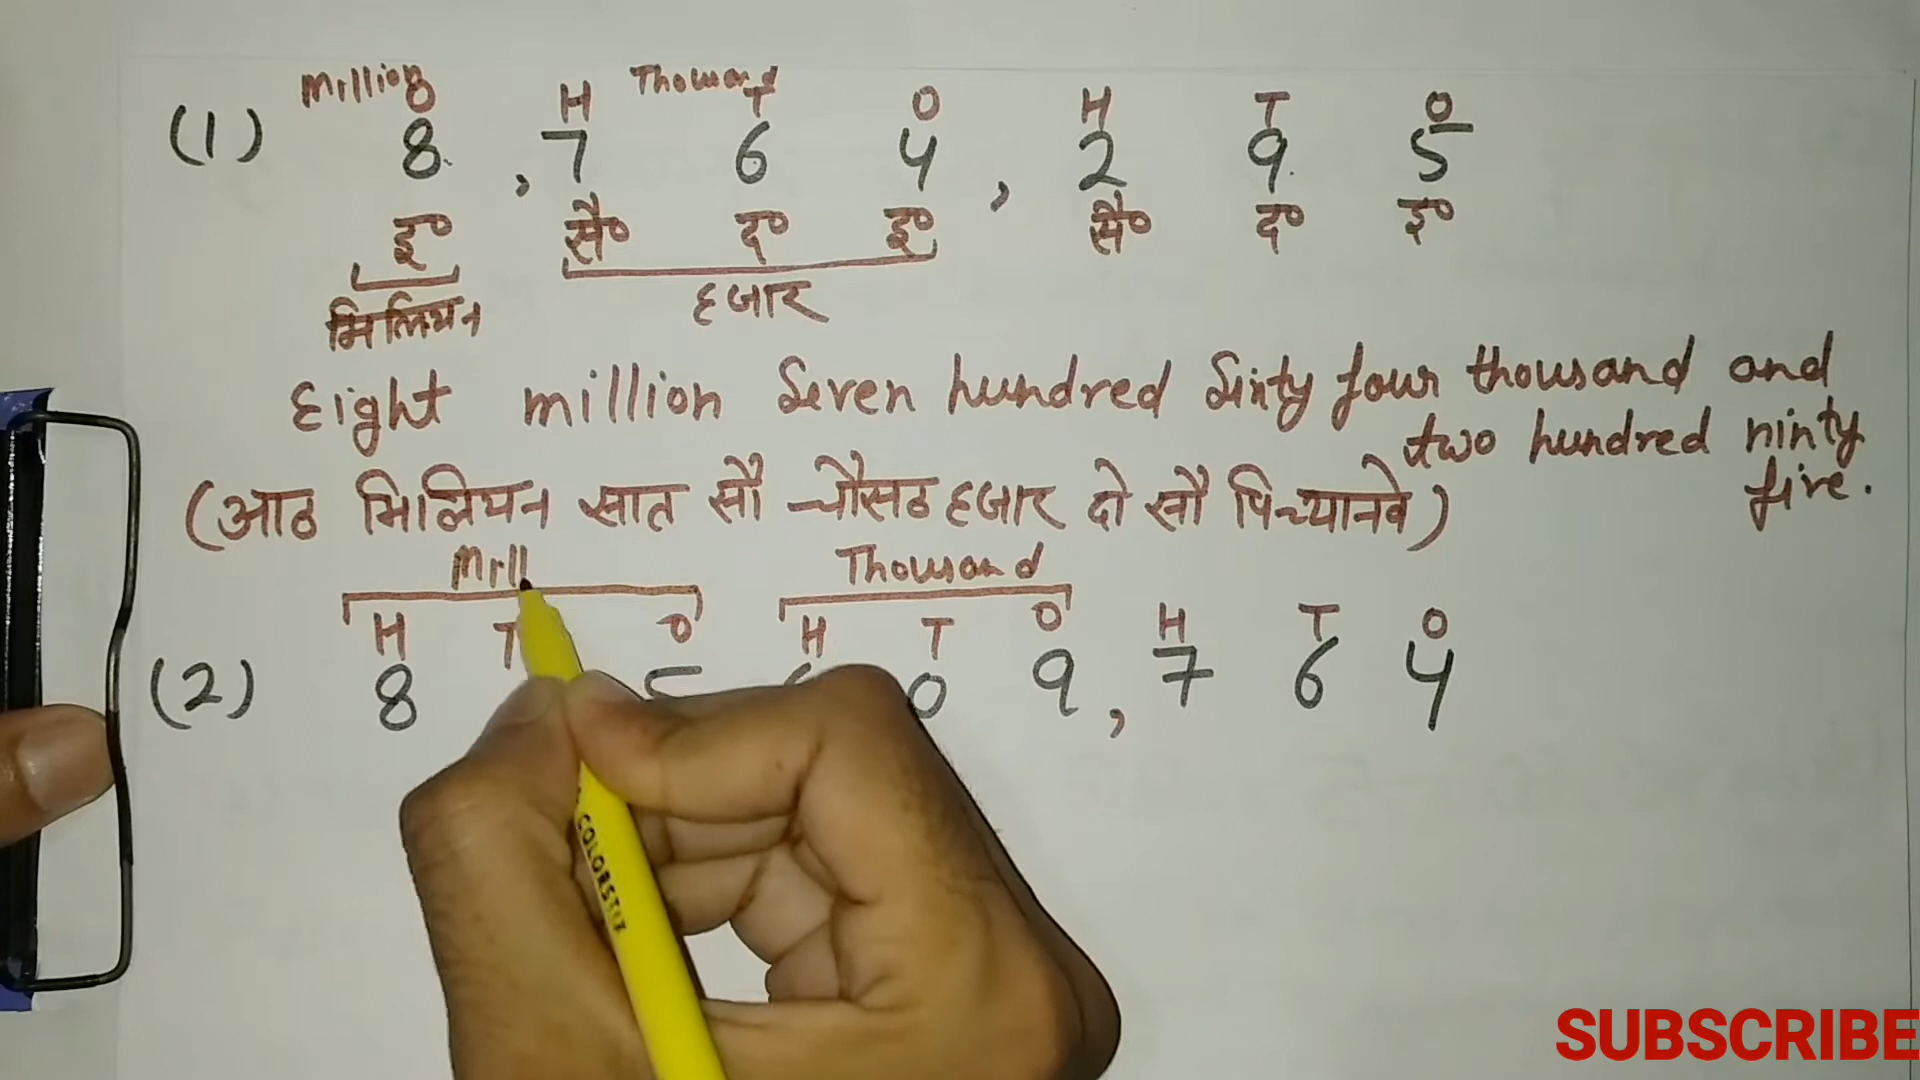 Million H Thousand T O H T O
(1) 8 , 7 6 4 , 2 9 5
इ० सै० द० इ० सै० द० इ०
मिलियन हजार
Eight million Seven hundred Sixty four thousand and
two hundred ninty
five.
(आठ मिलियन सात सौ चौसठ हजार दो सौ पिच्यानवे)
Mill Thousand
H T O H T O H T O
(2) 8 5 0 9 , 7 6 4
COLORSTIX
SUBSCRIBE